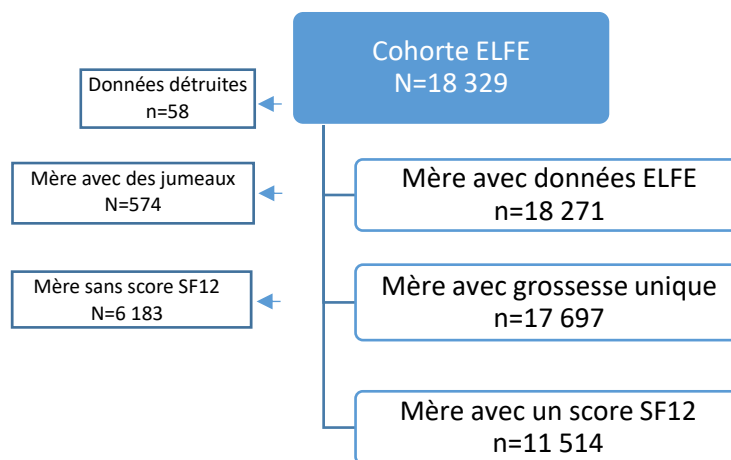 Cohorte ELFE
N=18 329
Données détruites
n=58
Mère avec des jumeaux
N=574
Mère avec données ELFE
n=18 271
Mère sans score SF12
N=6 183
Mère avec grossesse unique
n=17 697
Mère avec un score SF12
n=11 514